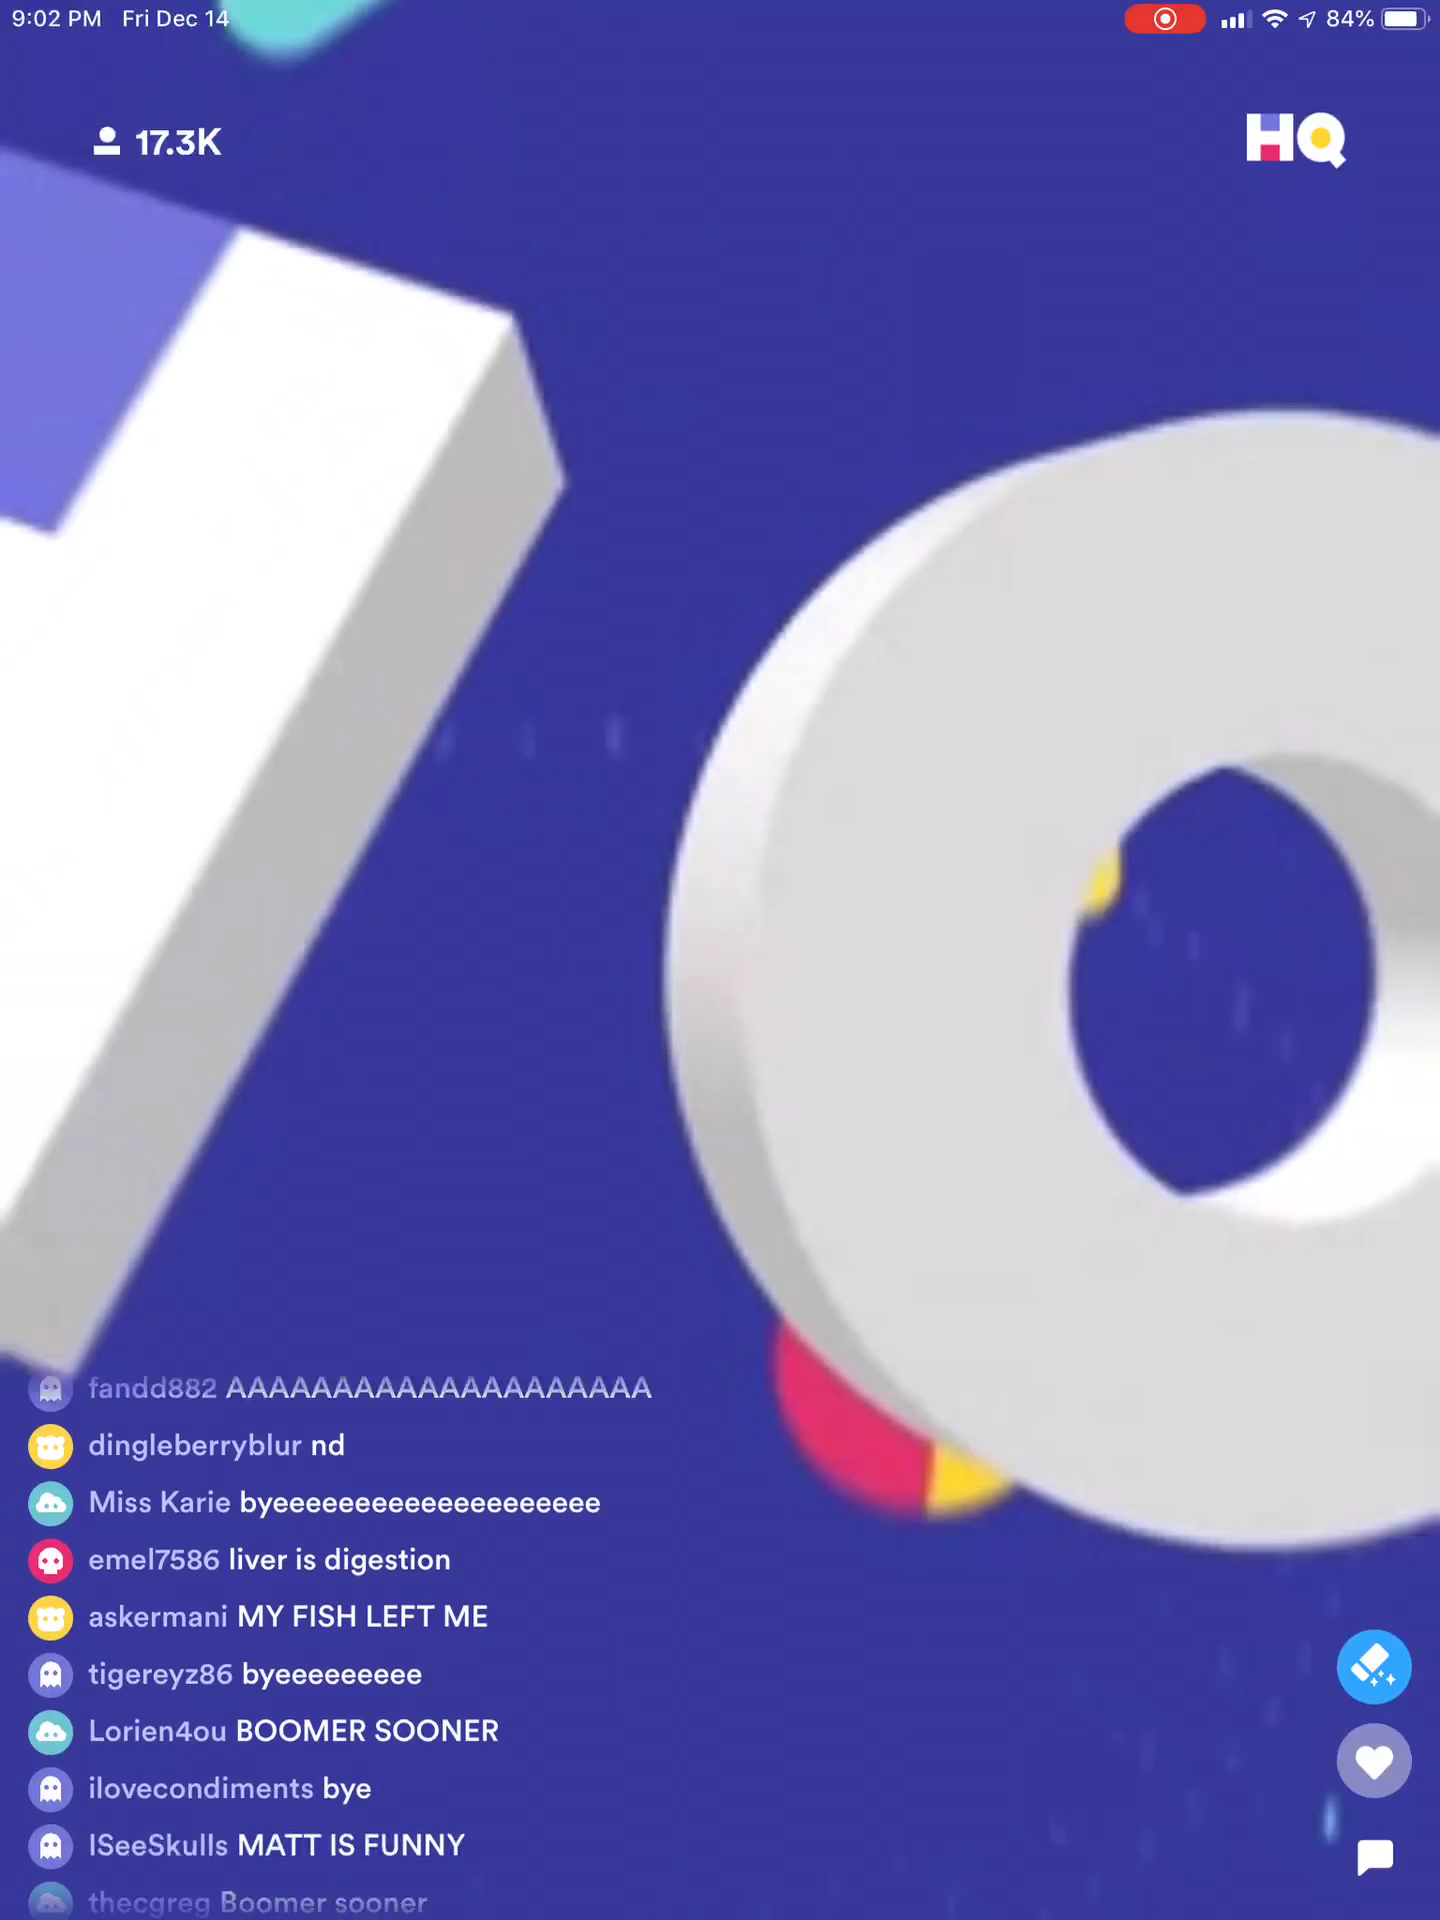 9:02 PM Fri Dec 14 84%
17.3K
HQ
fandd882 AAAAAAAAAAAAAAAAAAAA
dingleberryblur nd
Miss Karie byeeeeeeeeeeeeeeeeeeee
emel7586 liver is digestion
askermani MY FISH LEFT ME
tigereyz86 byeeeeeeeee
Lorien4ou BOOMER SOONER
ilovecondiments bye
ISeeSkulls MATT IS FUNNY
thecgreg Boomer sooner